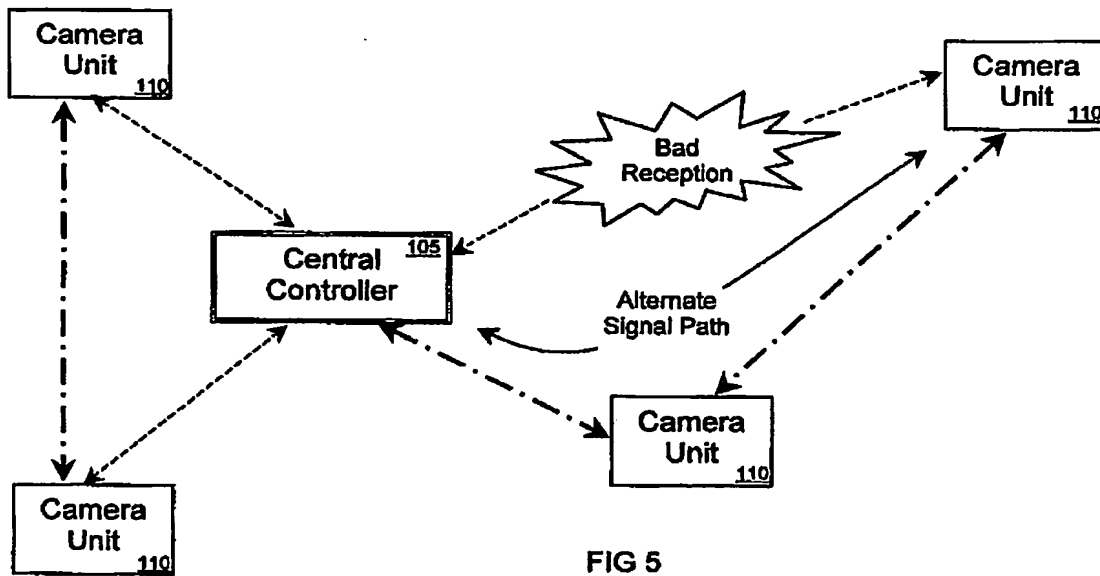 Camera
Unit
110
Camera
Unit
110
Bad
Reception
105
Central
Controller
Alternate
Signal Path
Camera
Unit
110
Camera
Unit
110
FIG 5